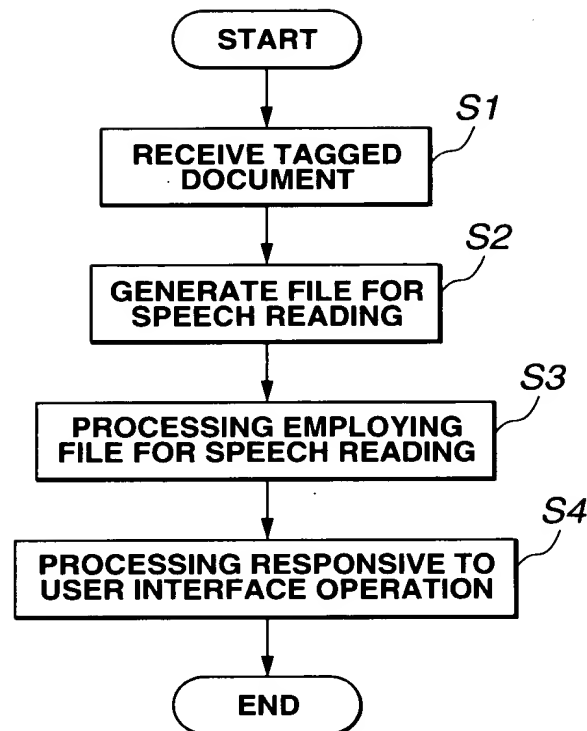 START
S1
RECEIVE TAGGED
DOCUMENT
S2
GENERATE FILE FOR
SPEECH READING
S3
PROCESSING EMPLOYING
FILE FOR SPEECH READING
S4
PROCESSING RESPONSIVE TO
USER INTERFACE OPERATION
END